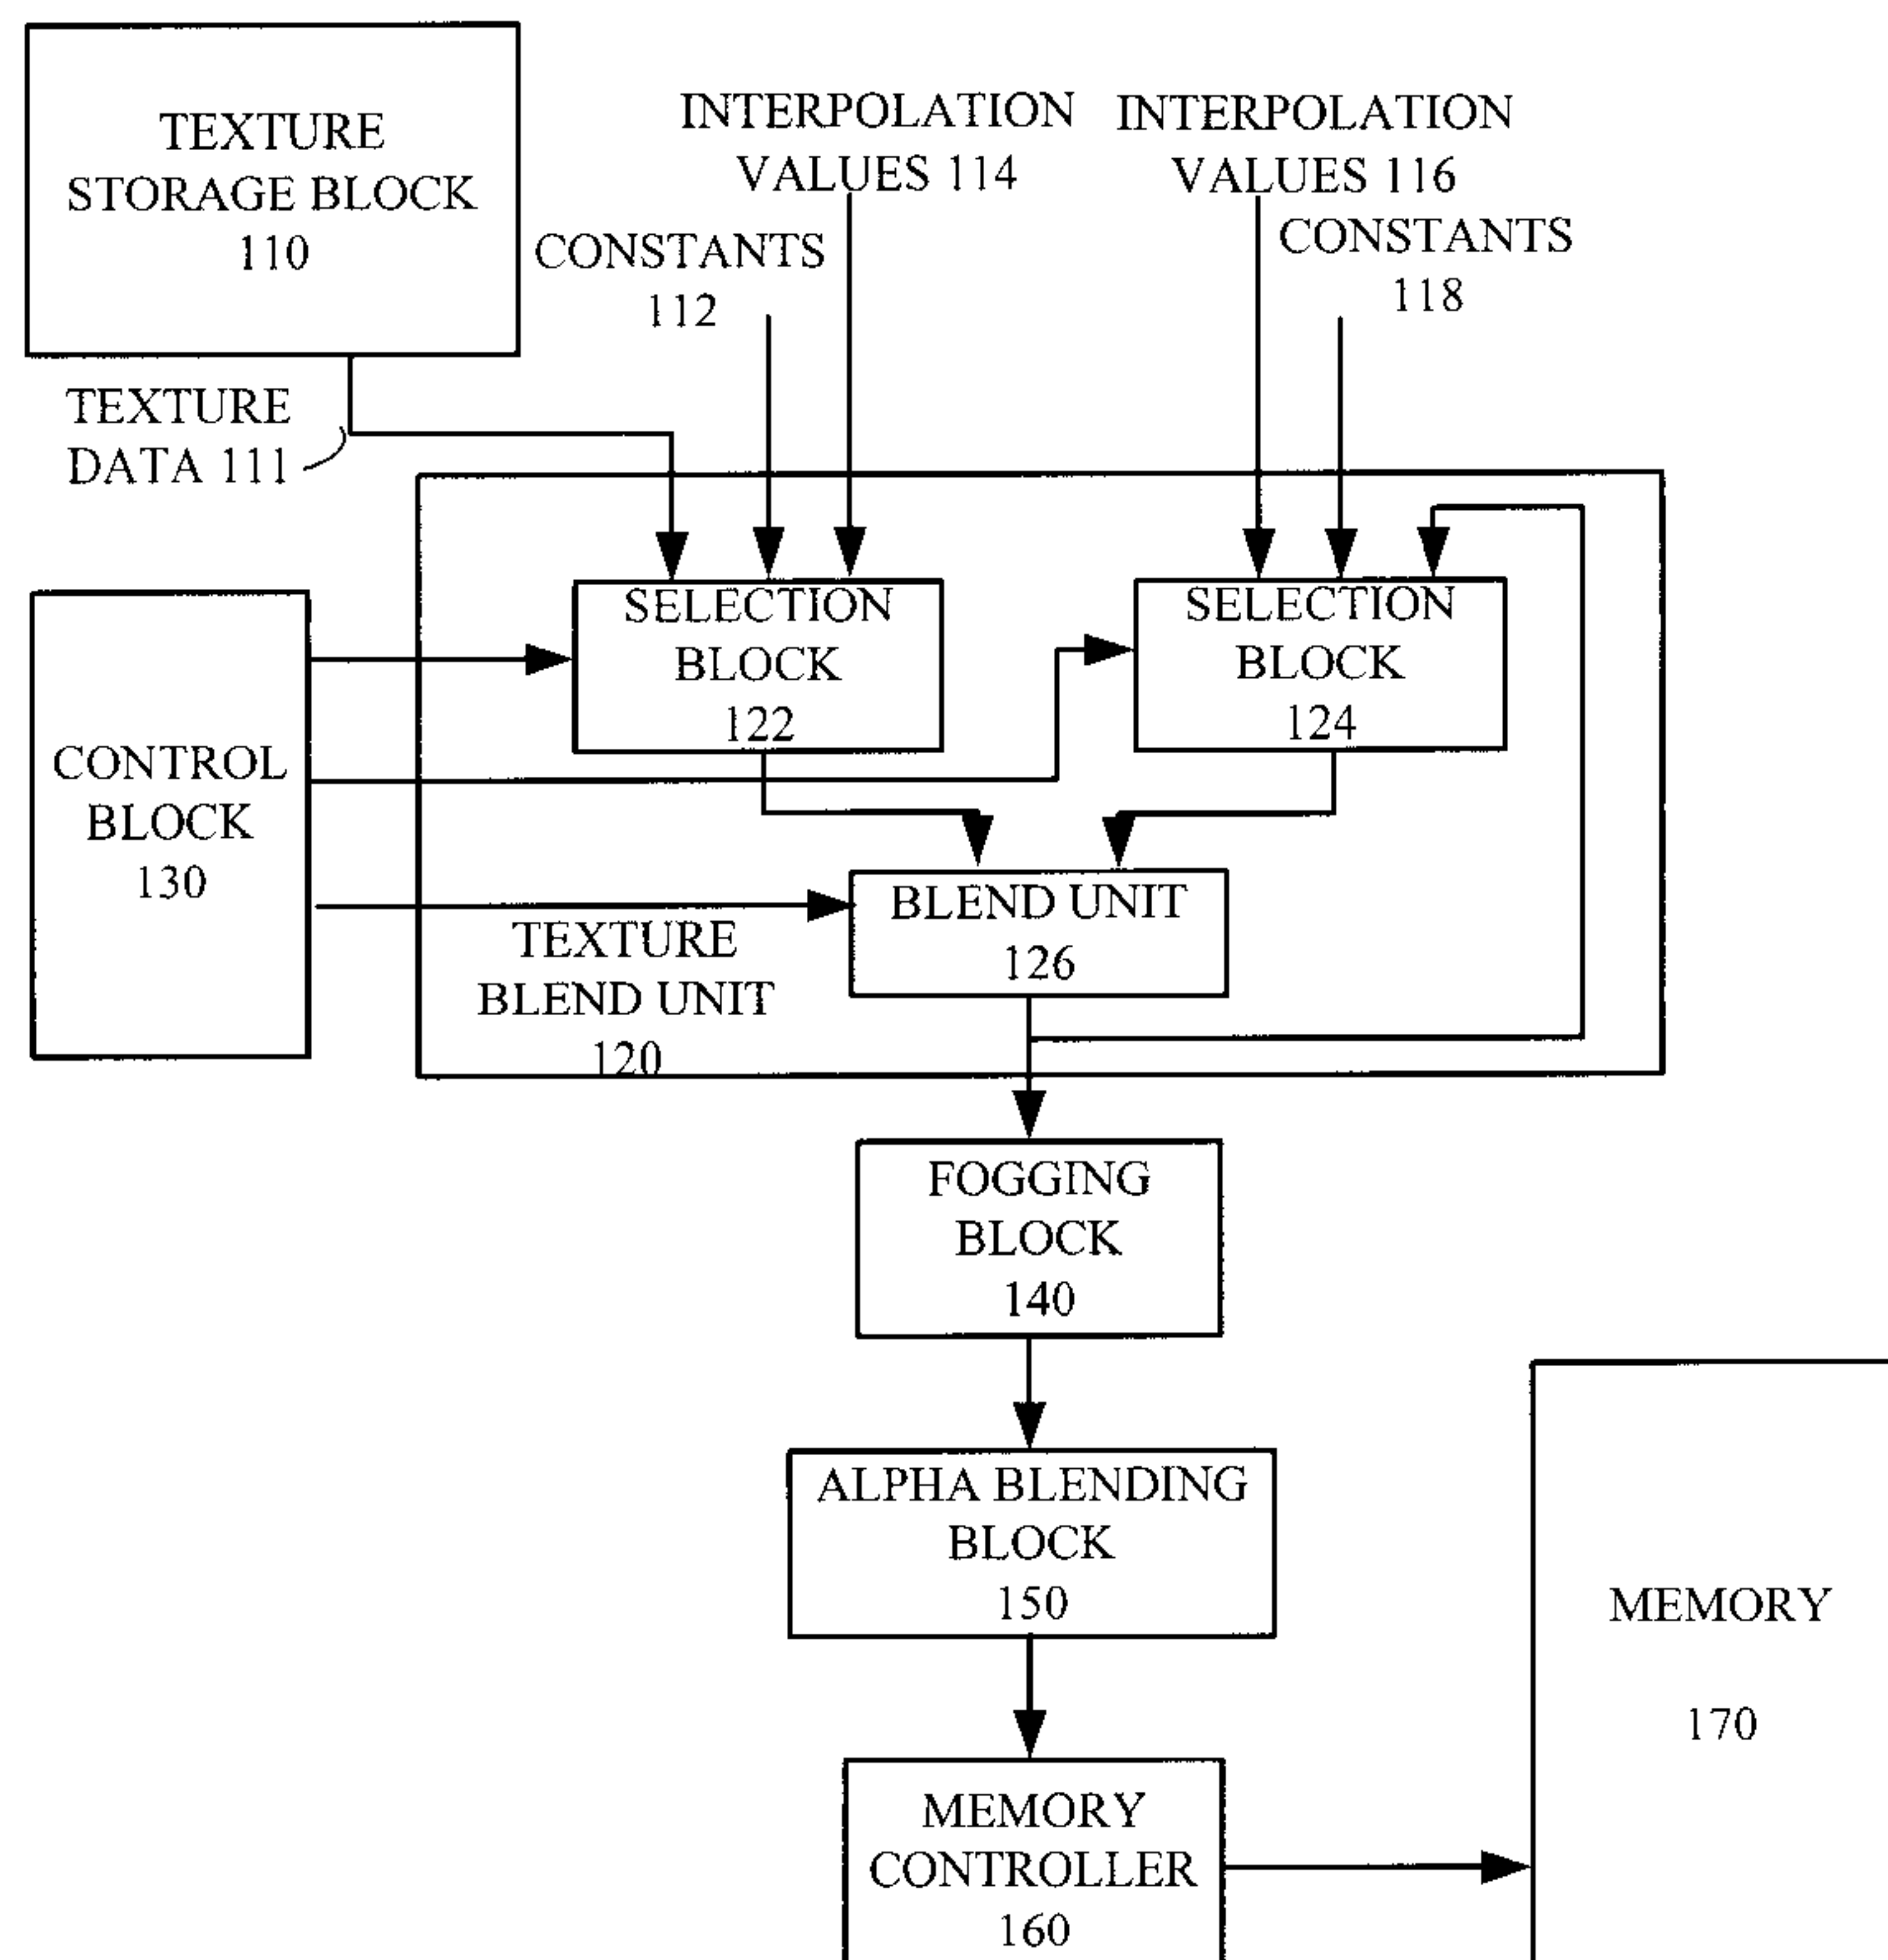 TEXTURE
STORAGE BLOCK
110
INTERPOLATION
VALUES 114
INTERPOLATION
VALUES 116
CONSTANTS
112
CONSTANTS
118
TEXTURE
DATA 111
SELECTION
BLOCK
122
SELECTION
BLOCK
124
CONTROL
BLOCK
130
BLEND UNIT
126
TEXTURE
BLEND UNIT
120
FOGGING
BLOCK
140
ALPHA BLENDING
BLOCK
150
MEMORY
170
MEMORY
CONTROLLER
160